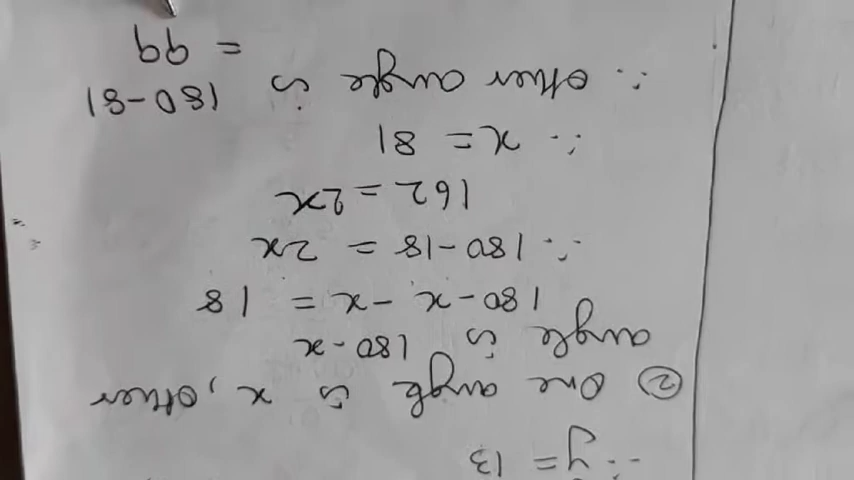 ∴ y = 13
② One angle is x, other
angle is 180-x
180-x -x = 18
∴ 180-18 = 2x
162 = 2x
∴ x = 81
∴ other angle is 180-81
= 99